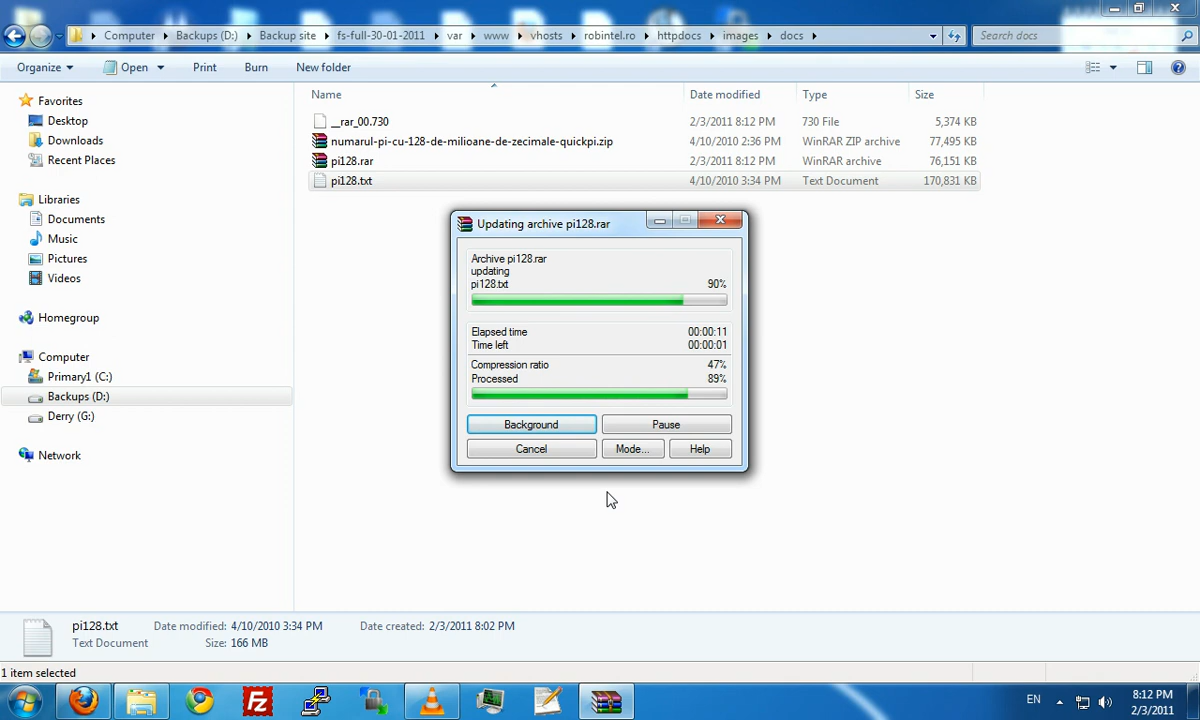 Computer Backups (D:) Backup site fs-full-30-01-2011 var www vhosts robintel.ro httpdocs images docs Search docs
Organize Open Print Burn New folder
Favorites
Desktop
Downloads
Recent Places
Libraries
Documents
Music
Pictures
Videos
Homegroup
Computer
Primary1 (C:)
Backups (D:)
Derry (G:)
Network
Name Date modified Type Size
__rar_00.730 2/3/2011 8:12 PM 730 File 5,374 KB
numarul-pi-cu-128-de-milioane-de-zecimale-quickpi.zip 4/10/2010 2:36 PM WinRAR ZIP archive 77,495 KB
pi128.rar 2/3/2011 8:12 PM WinRAR archive 76,151 KB
pi128.txt 4/10/2010 3:34 PM Text Document 170,831 KB
Updating archive pi128.rar
Archive pi128.rar
updating
pi128.txt 90%
Elapsed time 00:00:11
Time left 00:00:01
Compression ratio 47%
Processed 89%
Background Pause
Cancel Mode... Help
pi128.txt Date modified: 4/10/2010 3:34 PM Date created: 2/3/2011 8:02 PM
Text Document Size: 166 MB
1 item selected
Fz
EN
8:12 PM
2/3/2011